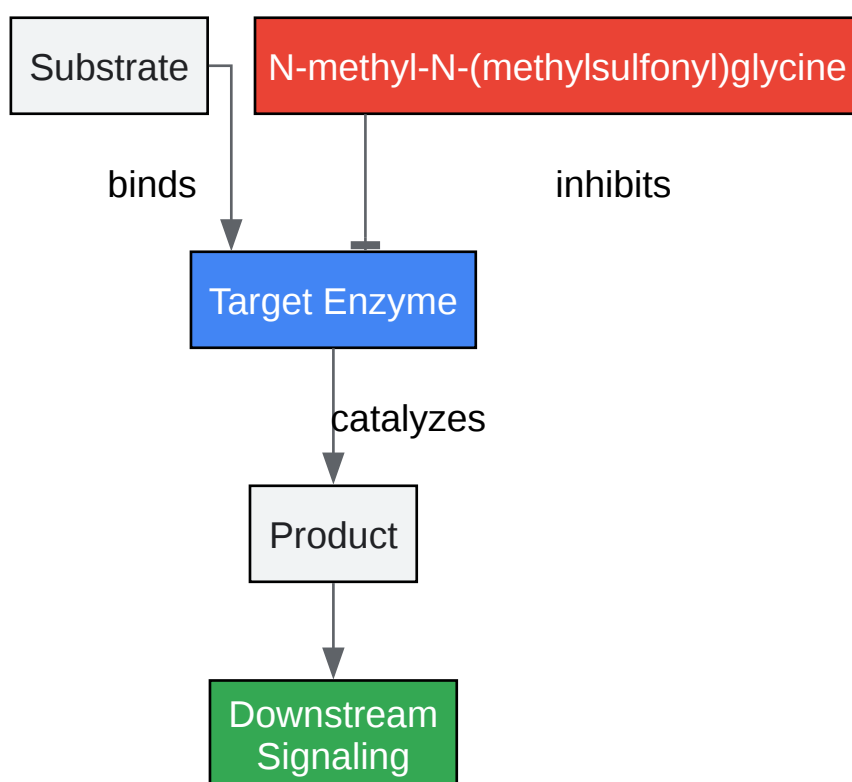 Substrate
N-methyl-N-(methylsulfonyl)glycine
binds
inhibits
Target Enzyme
catalyzes
Product
Downstream
Signaling